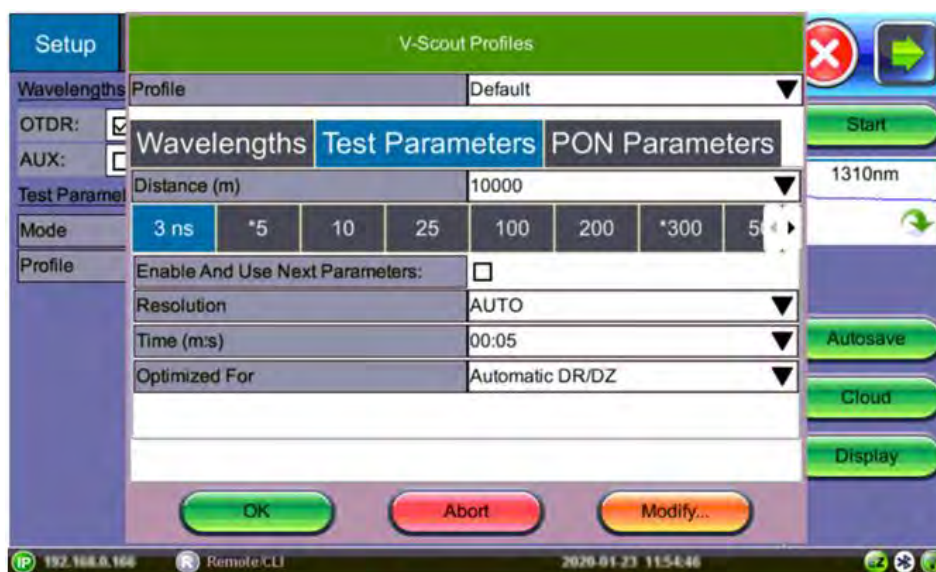 Setup
V-Scout Profiles
Wavelengths
Profile
Default
OTDR:
Start
AUX:
Wavelengths Test Parameters PON Parameters
1310nm
Distance (m)
10000
Test Paramet
Mode
3 ns *5 10 25 100 200 *300
Profile
Enable And Use Next Parameters:
Resolution
AUTO
Time (m:s)
00:05
Autosave
Optimized For
Automatic DR/DZ
Cloud
Display
OK
Abort
Modify...
IP 192.168.0.166
R Remote/CLI
2020-01-23 11:54:46
eZ